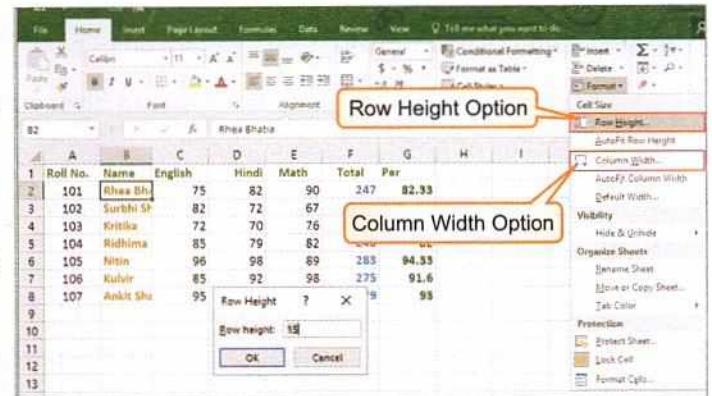 File Home Insert Page Layout Formulas Data Review View Tell me what you want to do
Calibri 11 General Conditional Formatting Insert
Paste B I U $ % Format as Table Delete
Cell Styles Format
Clipboard Font Alignment
Row Height Option
Cell Size
Row Height...
AutoFit Row Height
Column Width...
AutoFit Column Width
Default Width...
Visibility
Hide & Unhide
Organize Sheets
Rename Sheet
Move or Copy Sheet...
Tab Color
Protection
Protect Sheet...
Lock Cell
Format Cells...
Column Width Option
B2 fx Rhea Bhaba
A B C D E F G H I
1 Roll No. Name English Hindi Math Total Per
2 101 Rhea Bh 75 82 90 247 82.33
3 102 Surbhi Sh 82 72 67
4 103 Kritika 72 70 76
5 104 Ridhima 85 79 82
6 105 Nitin 96 98 89 283 94.33
7 106 Kulvir 85 92 98 275 91.6
8 107 Ankit Sha 95 9 93
9
10
11
12
13
Row Height ? ×
Row height: 15
OK Cancel